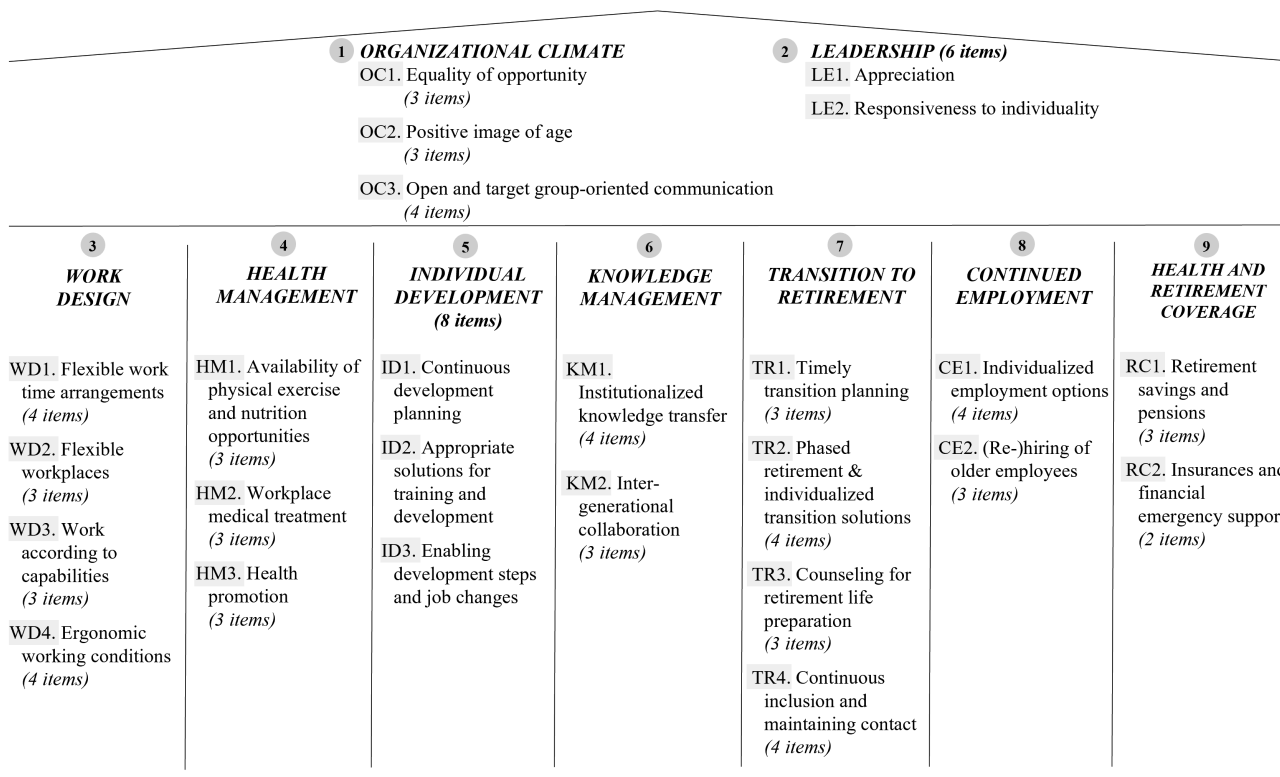 1 ORGANIZATIONAL CLIMATE
OC1. Equality of opportunity
(3 items)
OC2. Positive image of age
(3 items)
OC3. Open and target group-oriented communication
(4 items)
2 LEADERSHIP (6 items)
LE1. Appreciation
LE2. Responsiveness to individuality
3
WORK
DESIGN
WD1. Flexible work
time arrangements
(4 items)
WD2. Flexible
workplaces
(3 items)
WD3. Work
according to
capabilities
(3 items)
WD4. Ergonomic
working conditions
(4 items)
4
HEALTH
MANAGEMENT
HM1. Availability of
physical exercise
and nutrition
opportunities
(3 items)
HM2. Workplace
medical treatment
(3 items)
HM3. Health
promotion
(3 items)
5
INDIVIDUAL
DEVELOPMENT
(8 items)
ID1. Continuous
development
planning
ID2. Appropriate
solutions for
training and
development
ID3. Enabling
development steps
and job changes
6
KNOWLEDGE
MANAGEMENT
KM1.
Institutionalized
knowledge transfer
(4 items)
KM2. Inter-
generational
collaboration
(3 items)
7
TRANSITION TO
RETIREMENT
TR1. Timely
transition planning
(3 items)
TR2. Phased
retirement &
individualized
transition solutions
(4 items)
TR3. Counseling for
retirement life
preparation
(3 items)
TR4. Continuous
inclusion and
maintaining contact
(4 items)
8
CONTINUED
EMPLOYMENT
CE1. Individualized
employment options
(4 items)
CE2. (Re-)hiring of
older employees
(3 items)
9
HEALTH AND
RETIREMENT
COVERAGE
RC1. Retirement
savings and
pensions
(3 items)
RC2. Insurances and
financial
emergency suppor
(2 items)